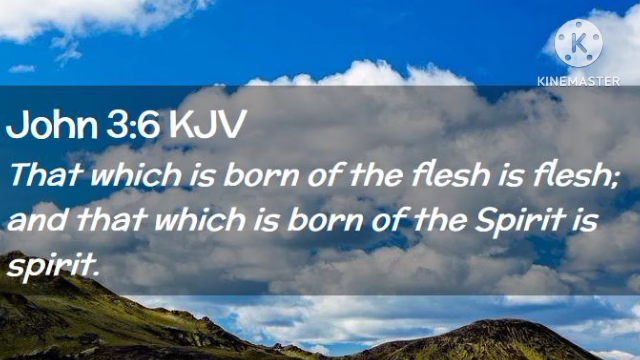 K
KINEMASTER
John 3:6 KJV
That which is born of the flesh is flesh;
and that which is born of the Spirit is
spirit.